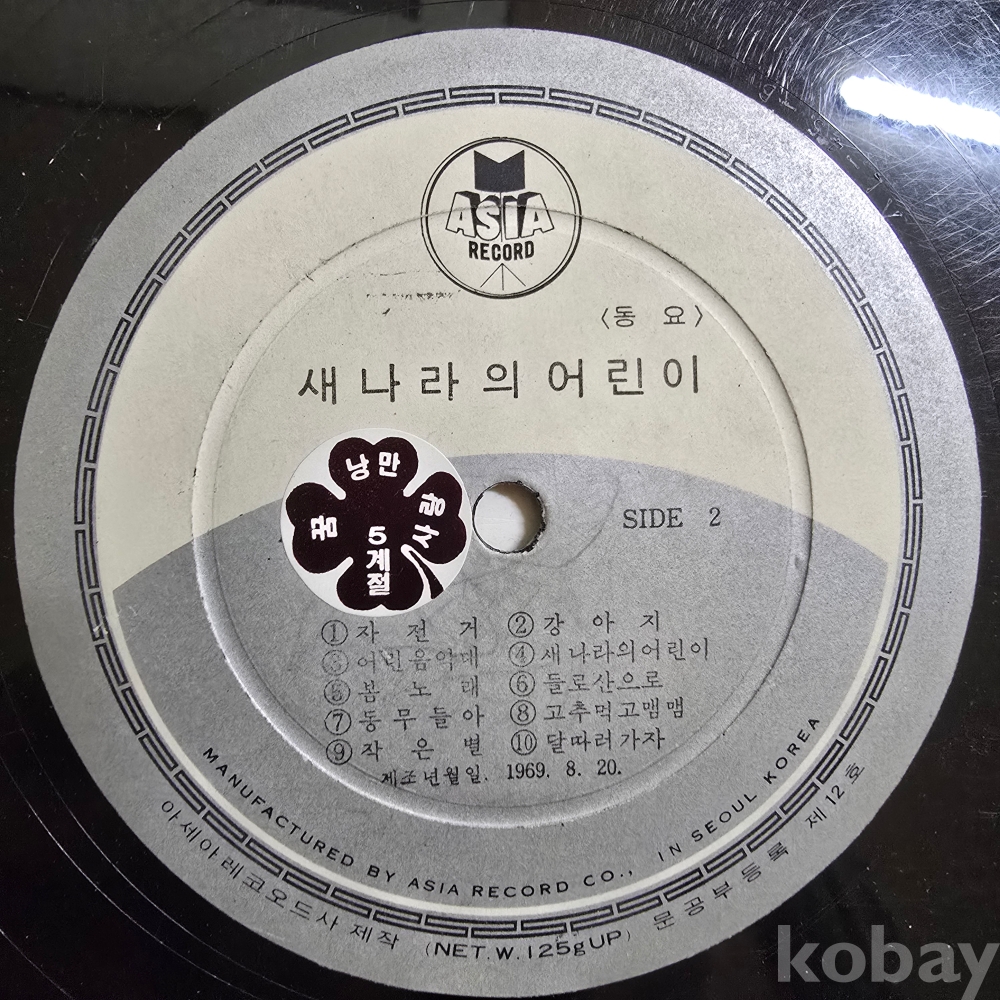 ASIA
RECORD
〈동 요〉
새나라의어린이
낭만
꿈
5
계절
SIDE 2
① 자 전 거 ② 강 아 지
③ 어린음악대 ④ 새나라의어린이
⑤ 봄 노 래 ⑥ 들로산으로
⑦ 동무들아 ⑧ 고추먹고맴맴
⑨ 작 은 별 ⑩ 달따러가자
제조년월일. 1969. 8. 20.
MANUFACTURED BY ASIA RECORD CO., IN SEOUL KOREA
아세아레코오드사 제작 (NET.W.125gUP) 문공부등록 제12호
kobay